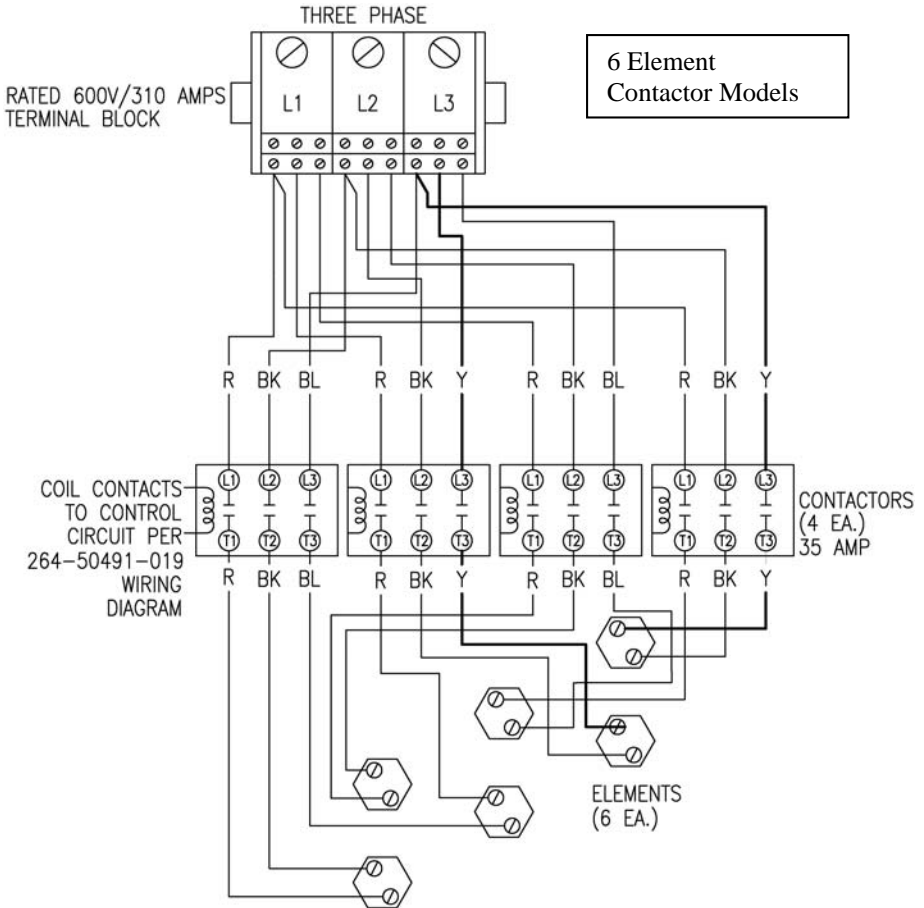 THREE PHASE
6 Element
Contactor Models
RATED 600V/310 AMPS
TERMINAL BLOCK
L1 L2 L3
R BK BL R BK Y R BK BL R BK Y
L1 L2 L3 L1 L2 L3 L1 L2 L3 L1 L2 L3
COIL CONTACTS
TO CONTROL
CIRCUIT PER
264-50491-019
WIRING
DIAGRAM
CONTACTORS
(4 EA.)
35 AMP
T1 T2 T3 T1 T2 T3 T1 T2 T3 T1 T2 T3
R BK BL R BK Y R BK BL R BK Y
ELEMENTS
(6 EA.)